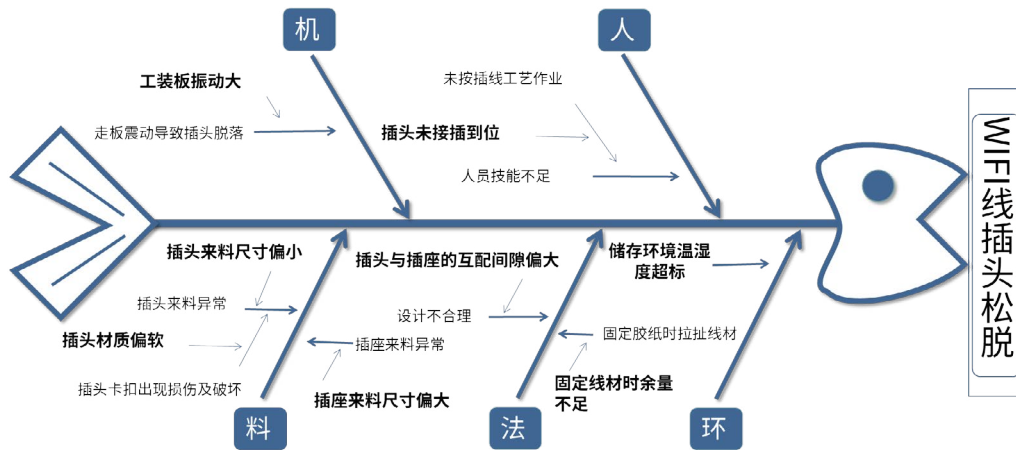 机
人
工装板振动大
走板震动导致插头脱落
未按插线工艺作业
插头未接插到位
人员技能不足
WIFI线插头松脱
插头来料尺寸偏小
插头来料异常
插头材质偏软
插头卡扣出现损伤及破坏
插座来料异常
插座来料尺寸偏大
插头与插座的互配间隙偏大
设计不合理
固定胶纸时拉扯线材
固定线材时余量
不足
储存环境温湿
度超标
料
法
环